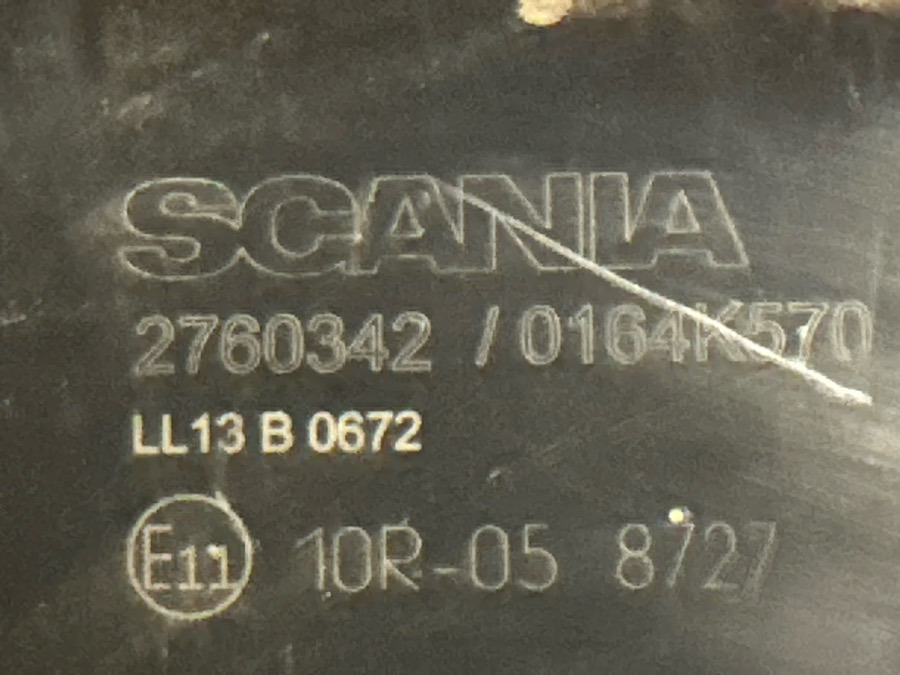 SCANIA
2760342 / 0164K570
LL13 B 0672
E11 10R-05 8727